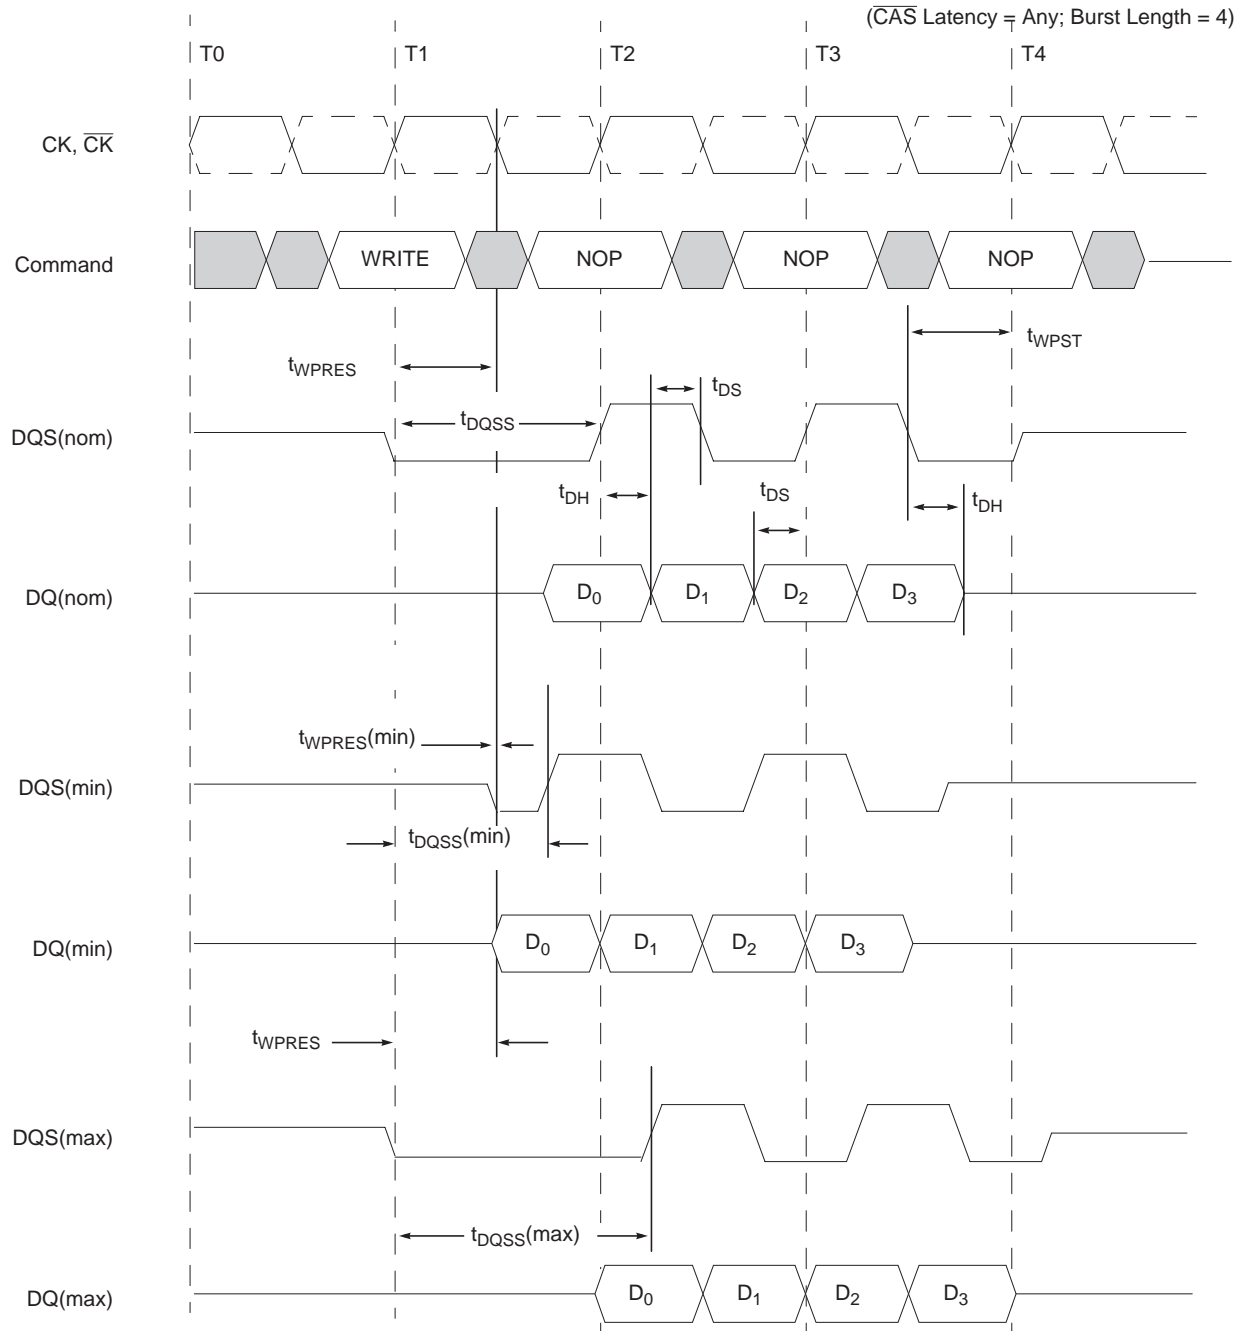 (C̅A̅S̅ Latency = Any; Burst Length = 4)
T0 T1 T2 T3 T4
CK, C̅K̅
Command WRITE NOP NOP NOP
tWPST
tWPRES
tDS
DQS(nom) tDQSS
tDH tDS tDH
DQ(nom) D0 D1 D2 D3
tWPRES(min)
DQS(min)
tDQSS(min)
DQ(min) D0 D1 D2 D3
tWPRES
DQS(max)
tDQSS(max)
DQ(max) D0 D1 D2 D3